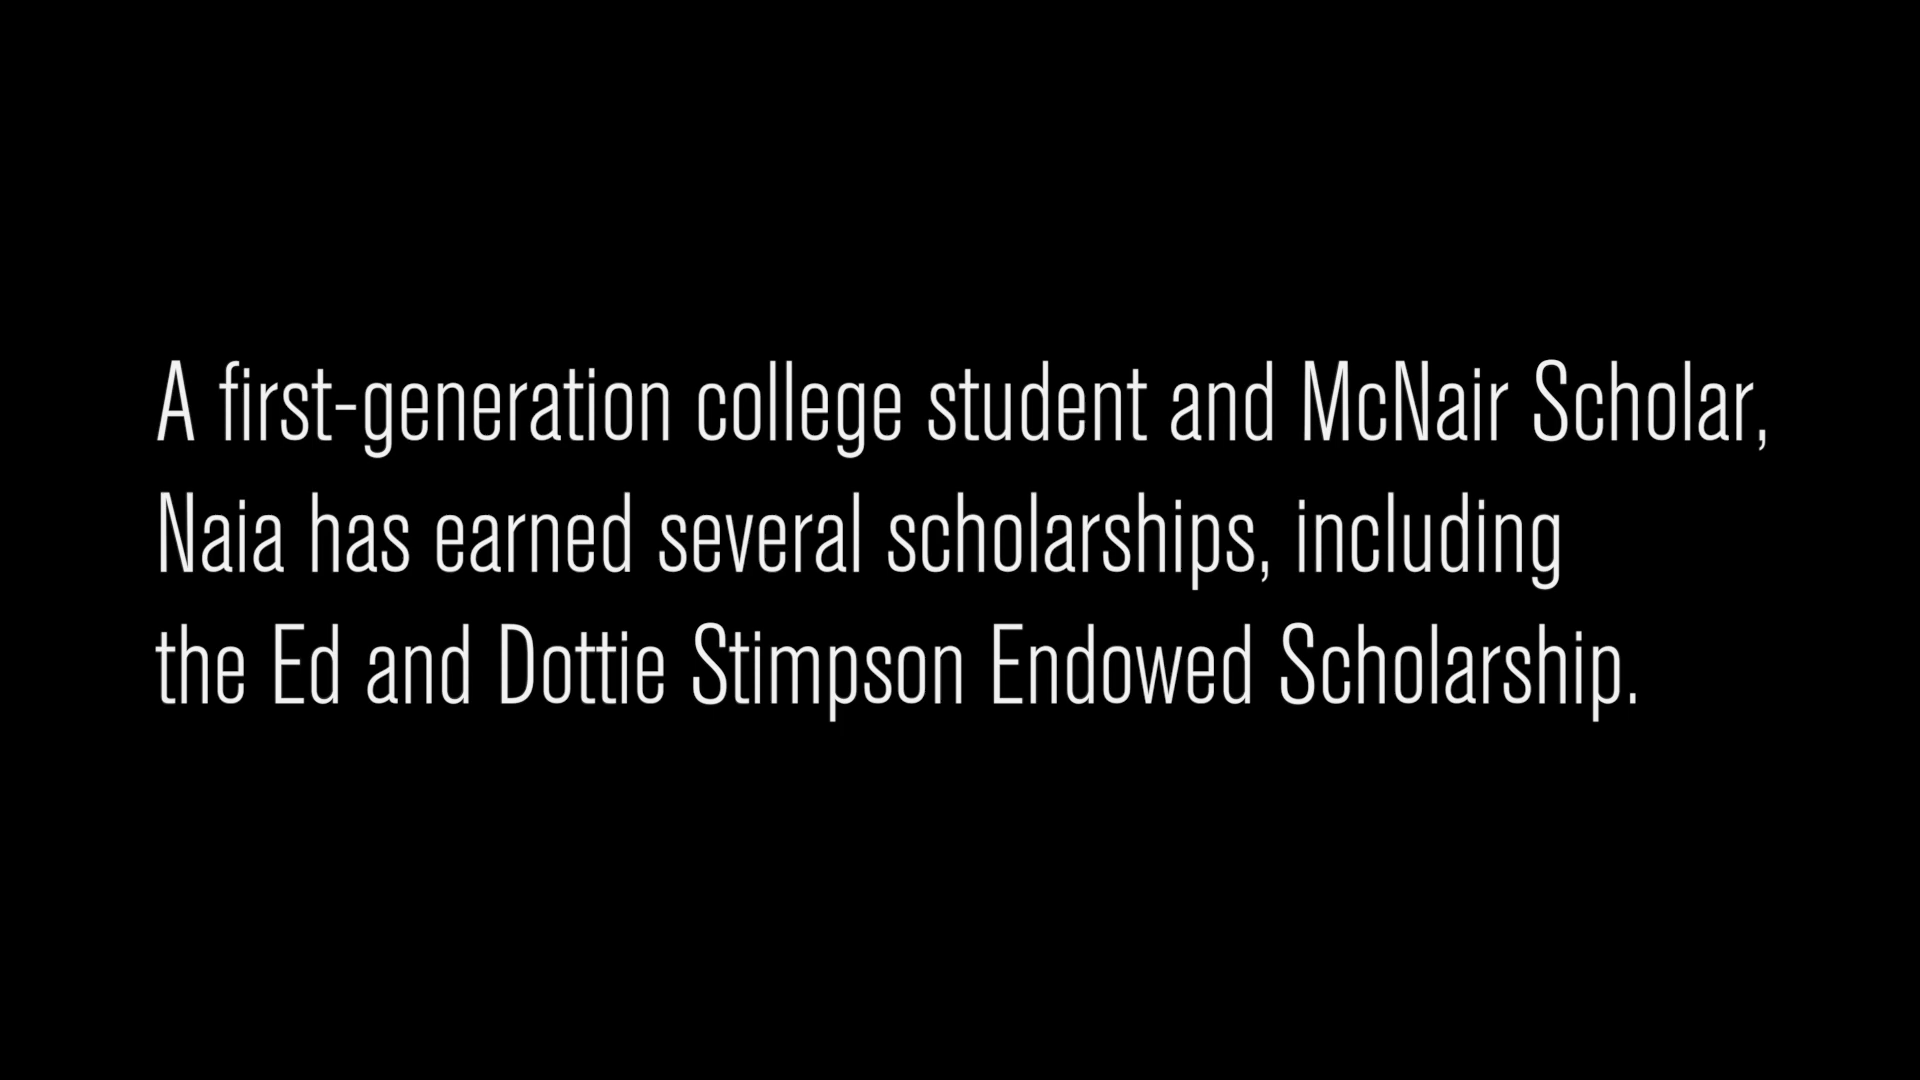 A first-generation college student and McNair Scholar,
Naia has earned several scholarships, including
the Ed and Dottie Stimpson Endowed Scholarship.